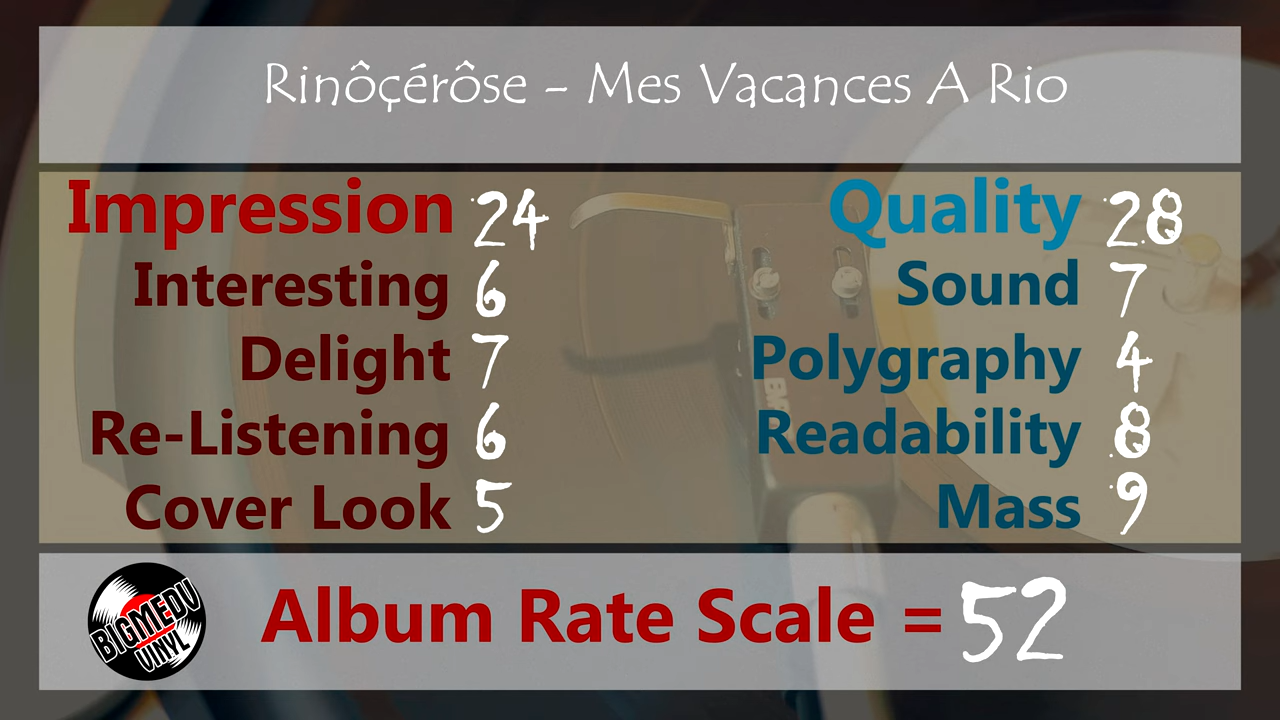 Rinôçérôse - Mes Vacances A Rio
Impression 24
Interesting 6
Delight 7
Re-Listening 6
Cover Look 5
Quality 28
Sound 7
Polygraphy 4
Readability 8
Mass 9
BIGMEDV
VINYL
Album Rate Scale = 52